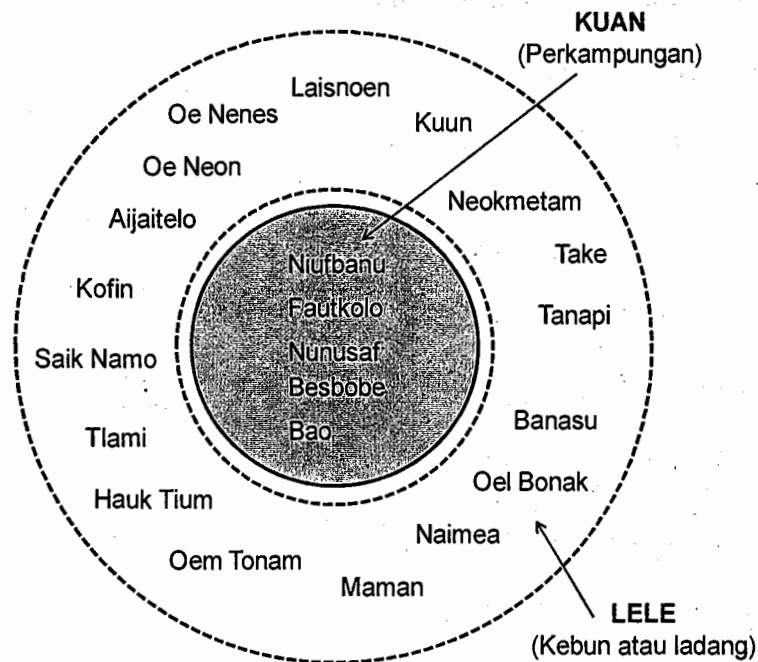 KUAN
(Perkampungan)
Laisnoen
Oe Nenes
Kuun
Oe Neon
Neokmetam
Aijaitelo
Take
Niufbanu
Kofin
Fautkolo
Tanapi
Nunusaf
Saik Namo
Besbobe
Banasu
Tlami
Bao
Oel Bonak
Hauk Tium
Naimea
Oem Tonam
Maman
LELE
(Kebun atau ladang)